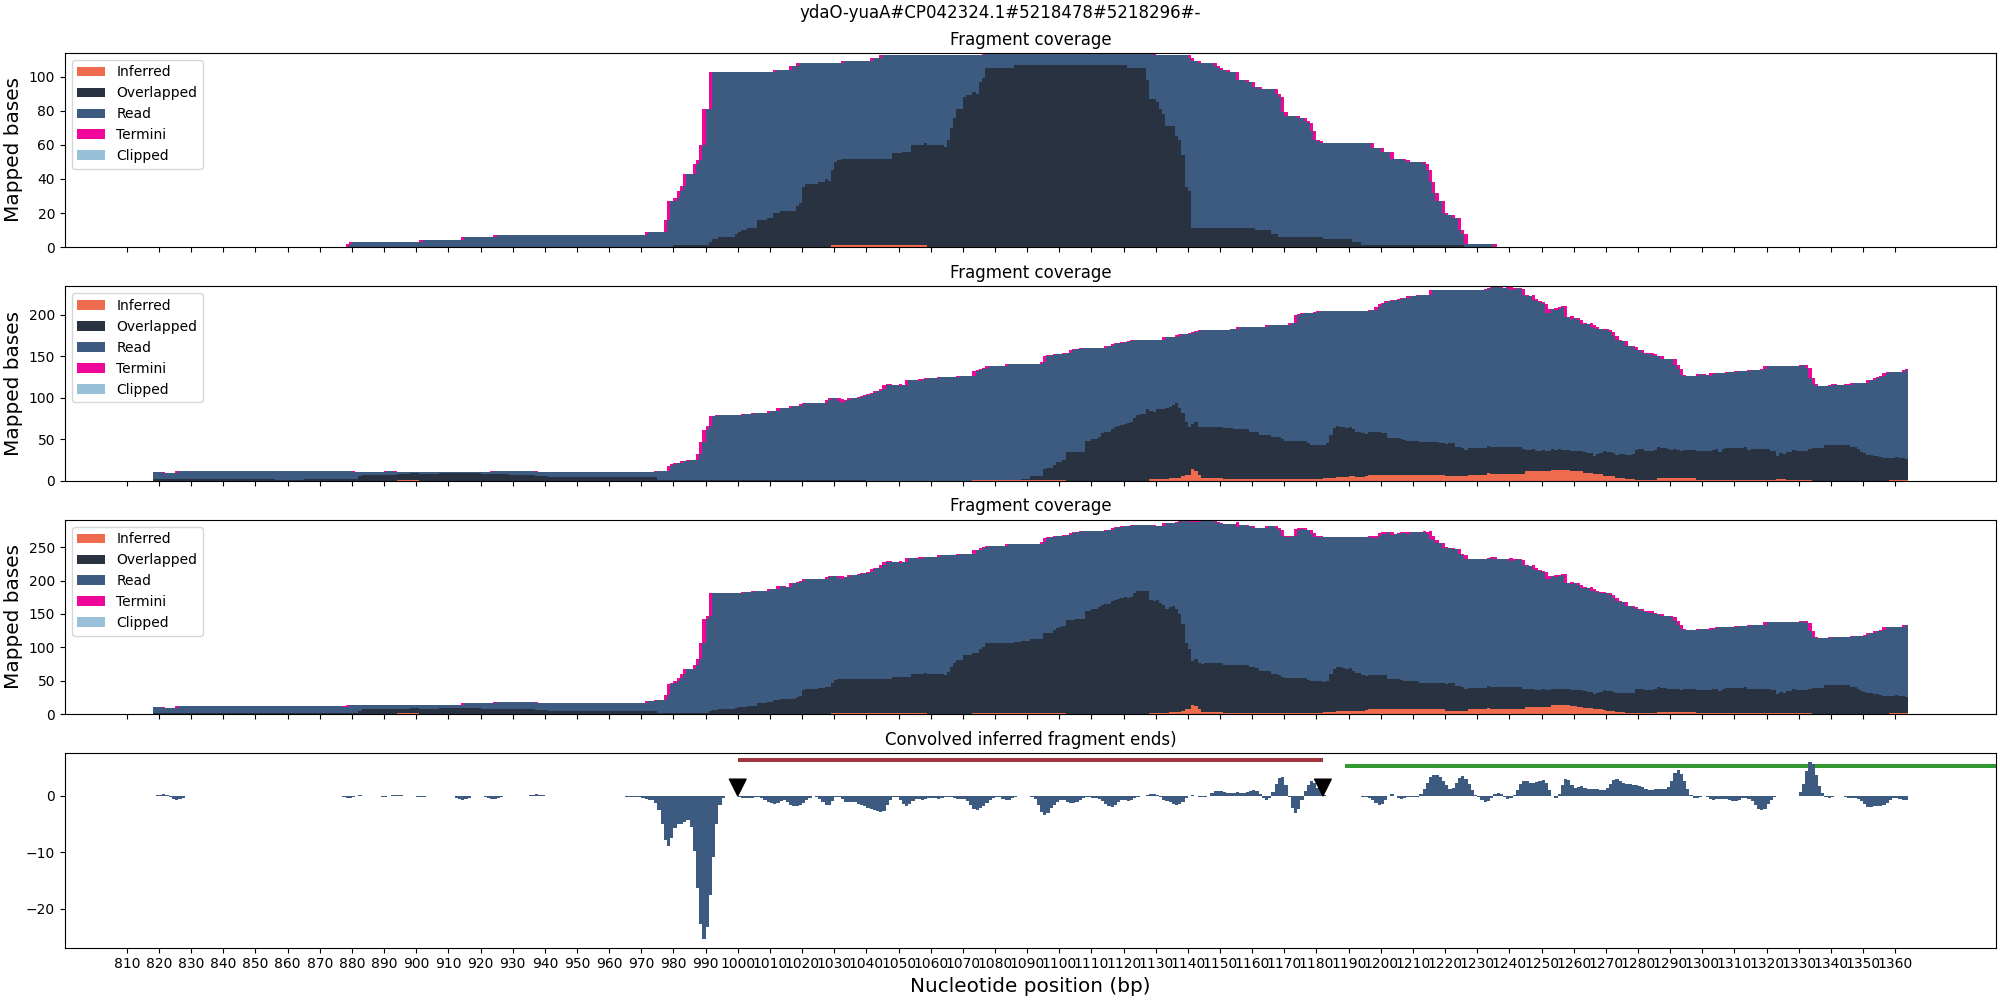 ydaO-yuaA#CP042324.1#5218478#5218296#-
Fragment coverage
Mapped bases
100
80
60
40
20
0
Inferred
Overlapped
Read
Termini
Clipped
Fragment coverage
Mapped bases
200
150
100
50
0
Inferred
Overlapped
Read
Termini
Clipped
Fragment coverage
Mapped bases
250
200
150
100
50
0
Inferred
Overlapped
Read
Termini
Clipped
Convolved inferred fragment ends)
0
−10
−20
810 820 830 840 850 860 870 880 890 900 910 920 930 940 950 960 970 980 990 1000 1010 1020 1030 1040 1050 1060 1070 1080 1090 1100 1110 1120 1130 1140 1150 1160 1170 1180 1190 1200 1210 1220 1230 1240 1250 1260 1270 1280 1290 1300 1310 1320 1330 1340 1350 1360
Nucleotide position (bp)